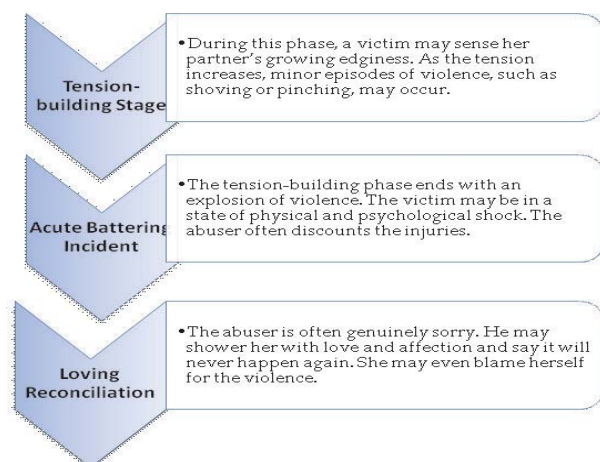 Tension-
building Stage
•During this phase, a victim may sense her
partner's growing edginess. As the tension
increases, minor episodes of violence, such as
shoving or pinching, may occur.
Acute Battering
Incident
•The tension-building phase ends with an
explosion of violence. The victim may be in a
state of physical and psychological shock. The
abuser often discounts the injuries.
Loving
Reconciliation
•The abuser is often genuinely sorry. He may
shower her with love and affection and say it will
never happen again. She may even blame herself
for the violence.